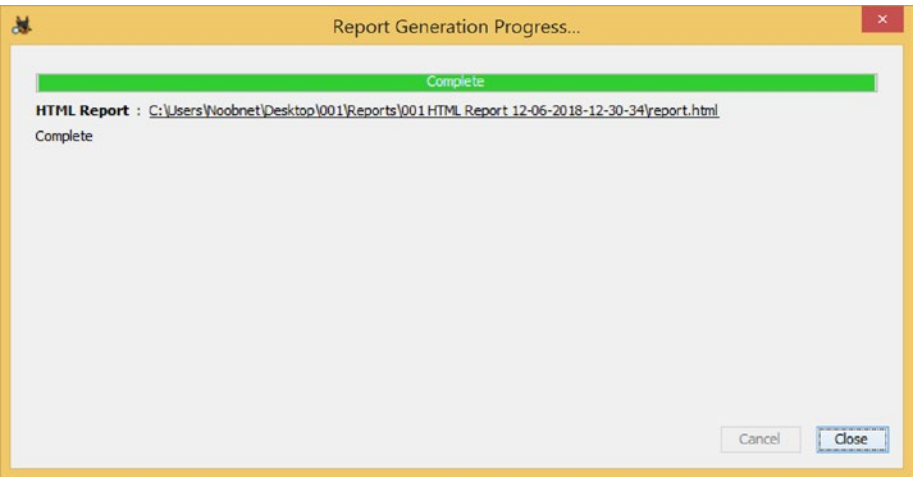 Report Generation Progress...
Complete
HTML Report : C:\Users\Noobnet\Desktop\001\Reports\001 HTML Report 12-06-2018-12-30-34\report.html
Complete
Cancel Close